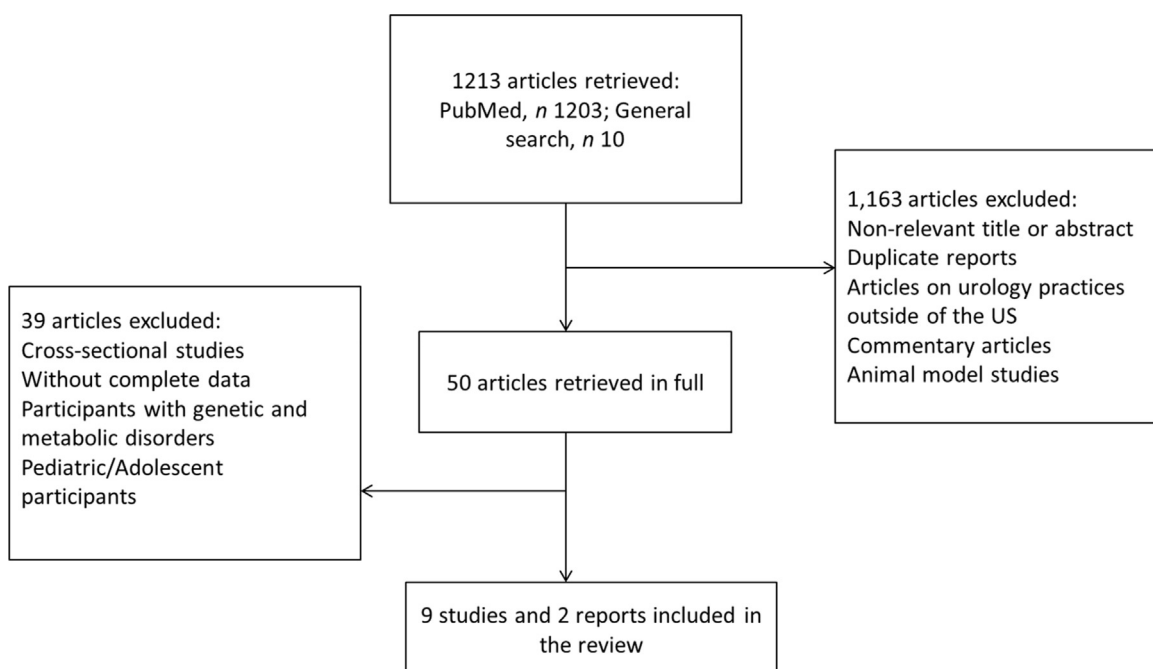 1213 articles retrieved:
PubMed, n 1203; General
search, n 10
1,163 articles excluded:
Non-relevant title or abstract
Duplicate reports
Articles on urology practices
outside of the US
Commentary articles
Animal model studies
50 articles retrieved in full
39 articles excluded:
Cross-sectional studies
Without complete data
Participants with genetic and
metabolic disorders
Pediatric/Adolescent
participants
9 studies and 2 reports included in
the review